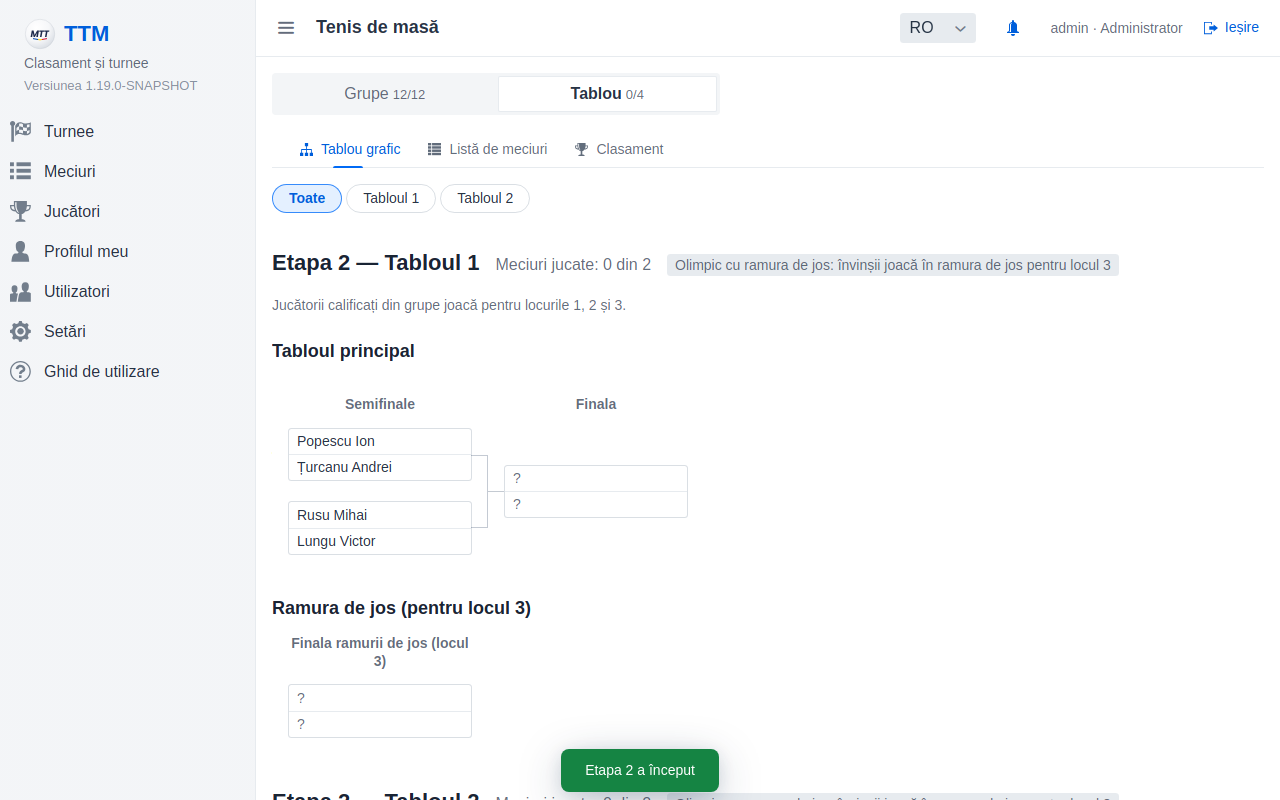 MTT
TTM
Clasament și turnee
Versiunea 1.19.0-SNAPSHOT
Turnee
Meciuri
Jucători
Profilul meu
Utilizatori
Setări
Ghid de utilizare
Tenis de masă
RO
admin · Administrator
Ieșire
Grupe 12/12
Tablou 0/4
Tablou grafic
Listă de meciuri
Clasament
Toate
Tabloul 1
Tabloul 2
Etapa 2 — Tabloul 1
Meciuri jucate: 0 din 2
Olimpic cu ramura de jos: învinșii joacă în ramura de jos pentru locul 3
Jucătorii calificați din grupe joacă pentru locurile 1, 2 și 3.
Tabloul principal
Semifinale
Finala
Popescu Ion
Țurcanu Andrei
Rusu Mihai
Lungu Victor
?
?
Ramura de jos (pentru locul 3)
Finala ramurii de jos (locul
3)
?
?
Etapa 2 a început
Etapa 2 — Tabloul 2